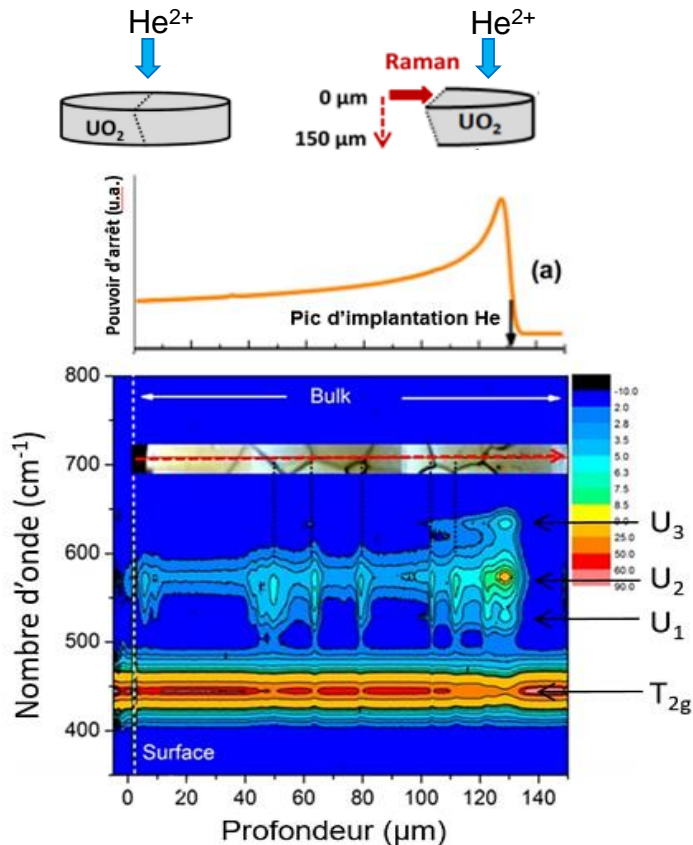 He²⁺
He²⁺
Raman
0 µm
150 µm
UO₂
UO₂
Pouvoir d'arrêt (u.a.)
(a)
Pic d'implantation He
800
700
600
500
400
Nombre d'onde (cm⁻¹)
Bulk
Surface
-10.0
2.0
2.8
3.5
5.0
6.3
7.5
8.5
25.0
50.0
60.0
90.0
U₃
U₂
U₁
T₂g
0 20 40 60 80 100 120 140
Profondeur (µm)